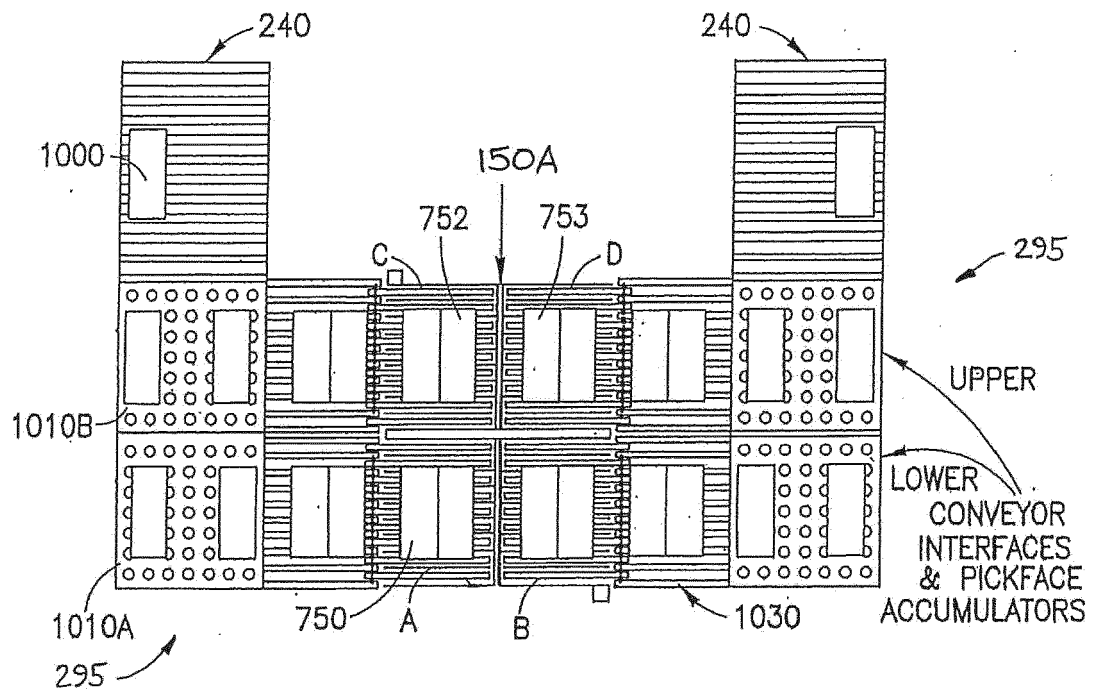 240
240
1000
150A
752
753
C
D
295
UPPER
1010B
LOWER
CONVEYOR
INTERFACES
& PICKFACE
ACCUMULATORS
1010A
750
A
B
1030
295